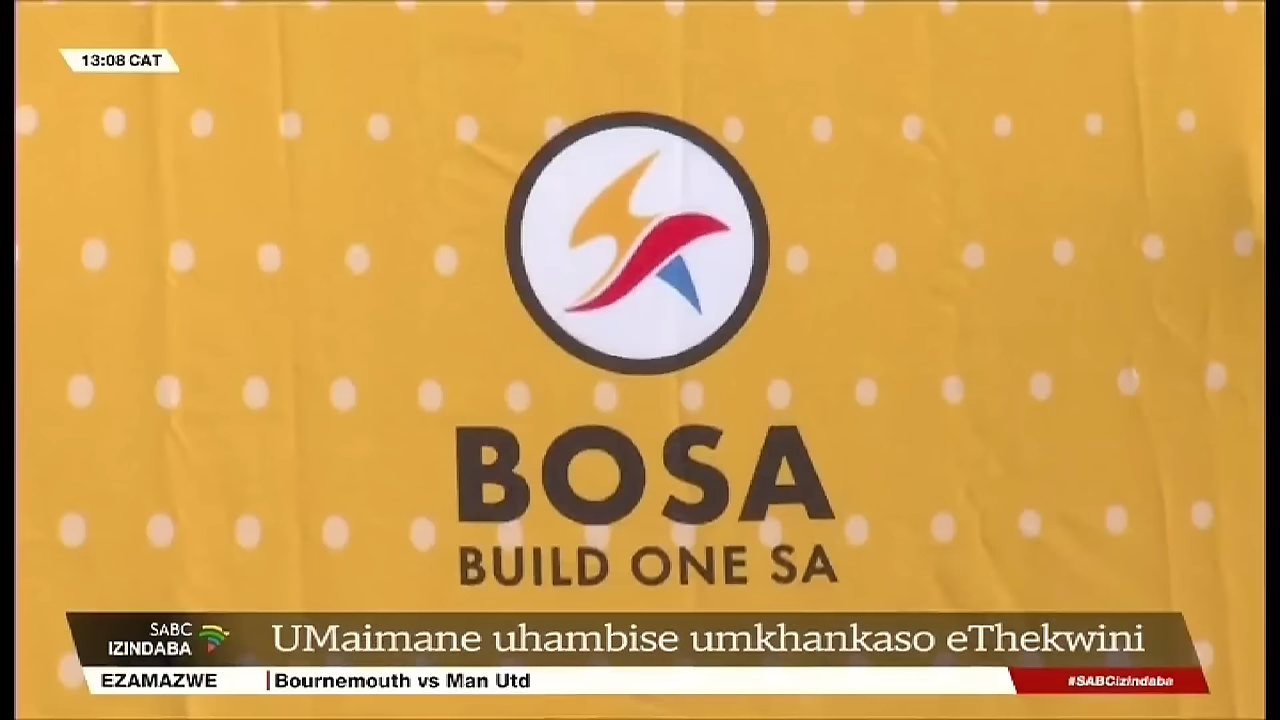 13:08 CAT
BOSA
BUILD ONE SA
SABC
IZINDABA
UMaimane uhambise umkhankaso eThekwini
EZAMAZWE
Bournemouth vs Man Utd
#SABCizindaba